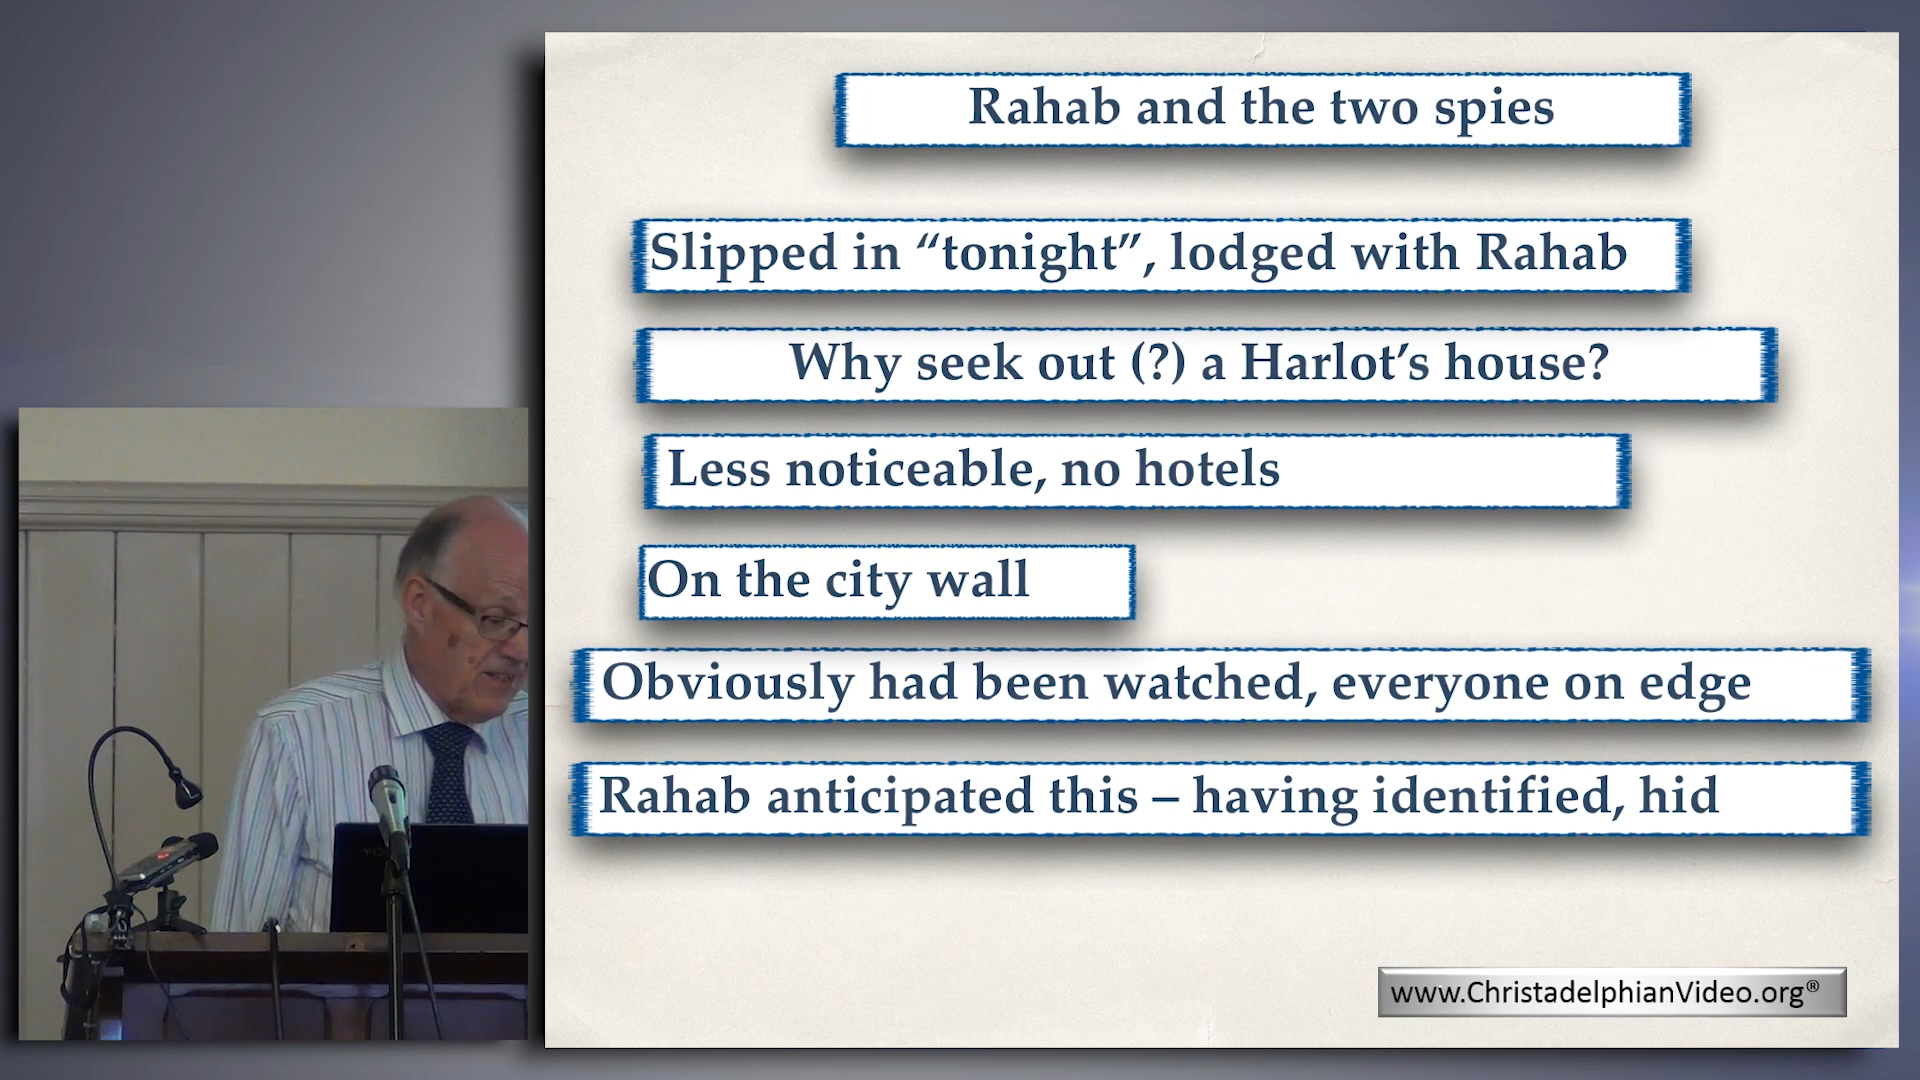 Rahab and the two spies
Slipped in “tonight”, lodged with Rahab
Why seek out (?) a Harlot’s house?
Less noticeable, no hotels
On the city wall
Obviously had been watched, everyone on edge
Rahab anticipated this – having identified, hid
www.ChristadelphianVideo.org®